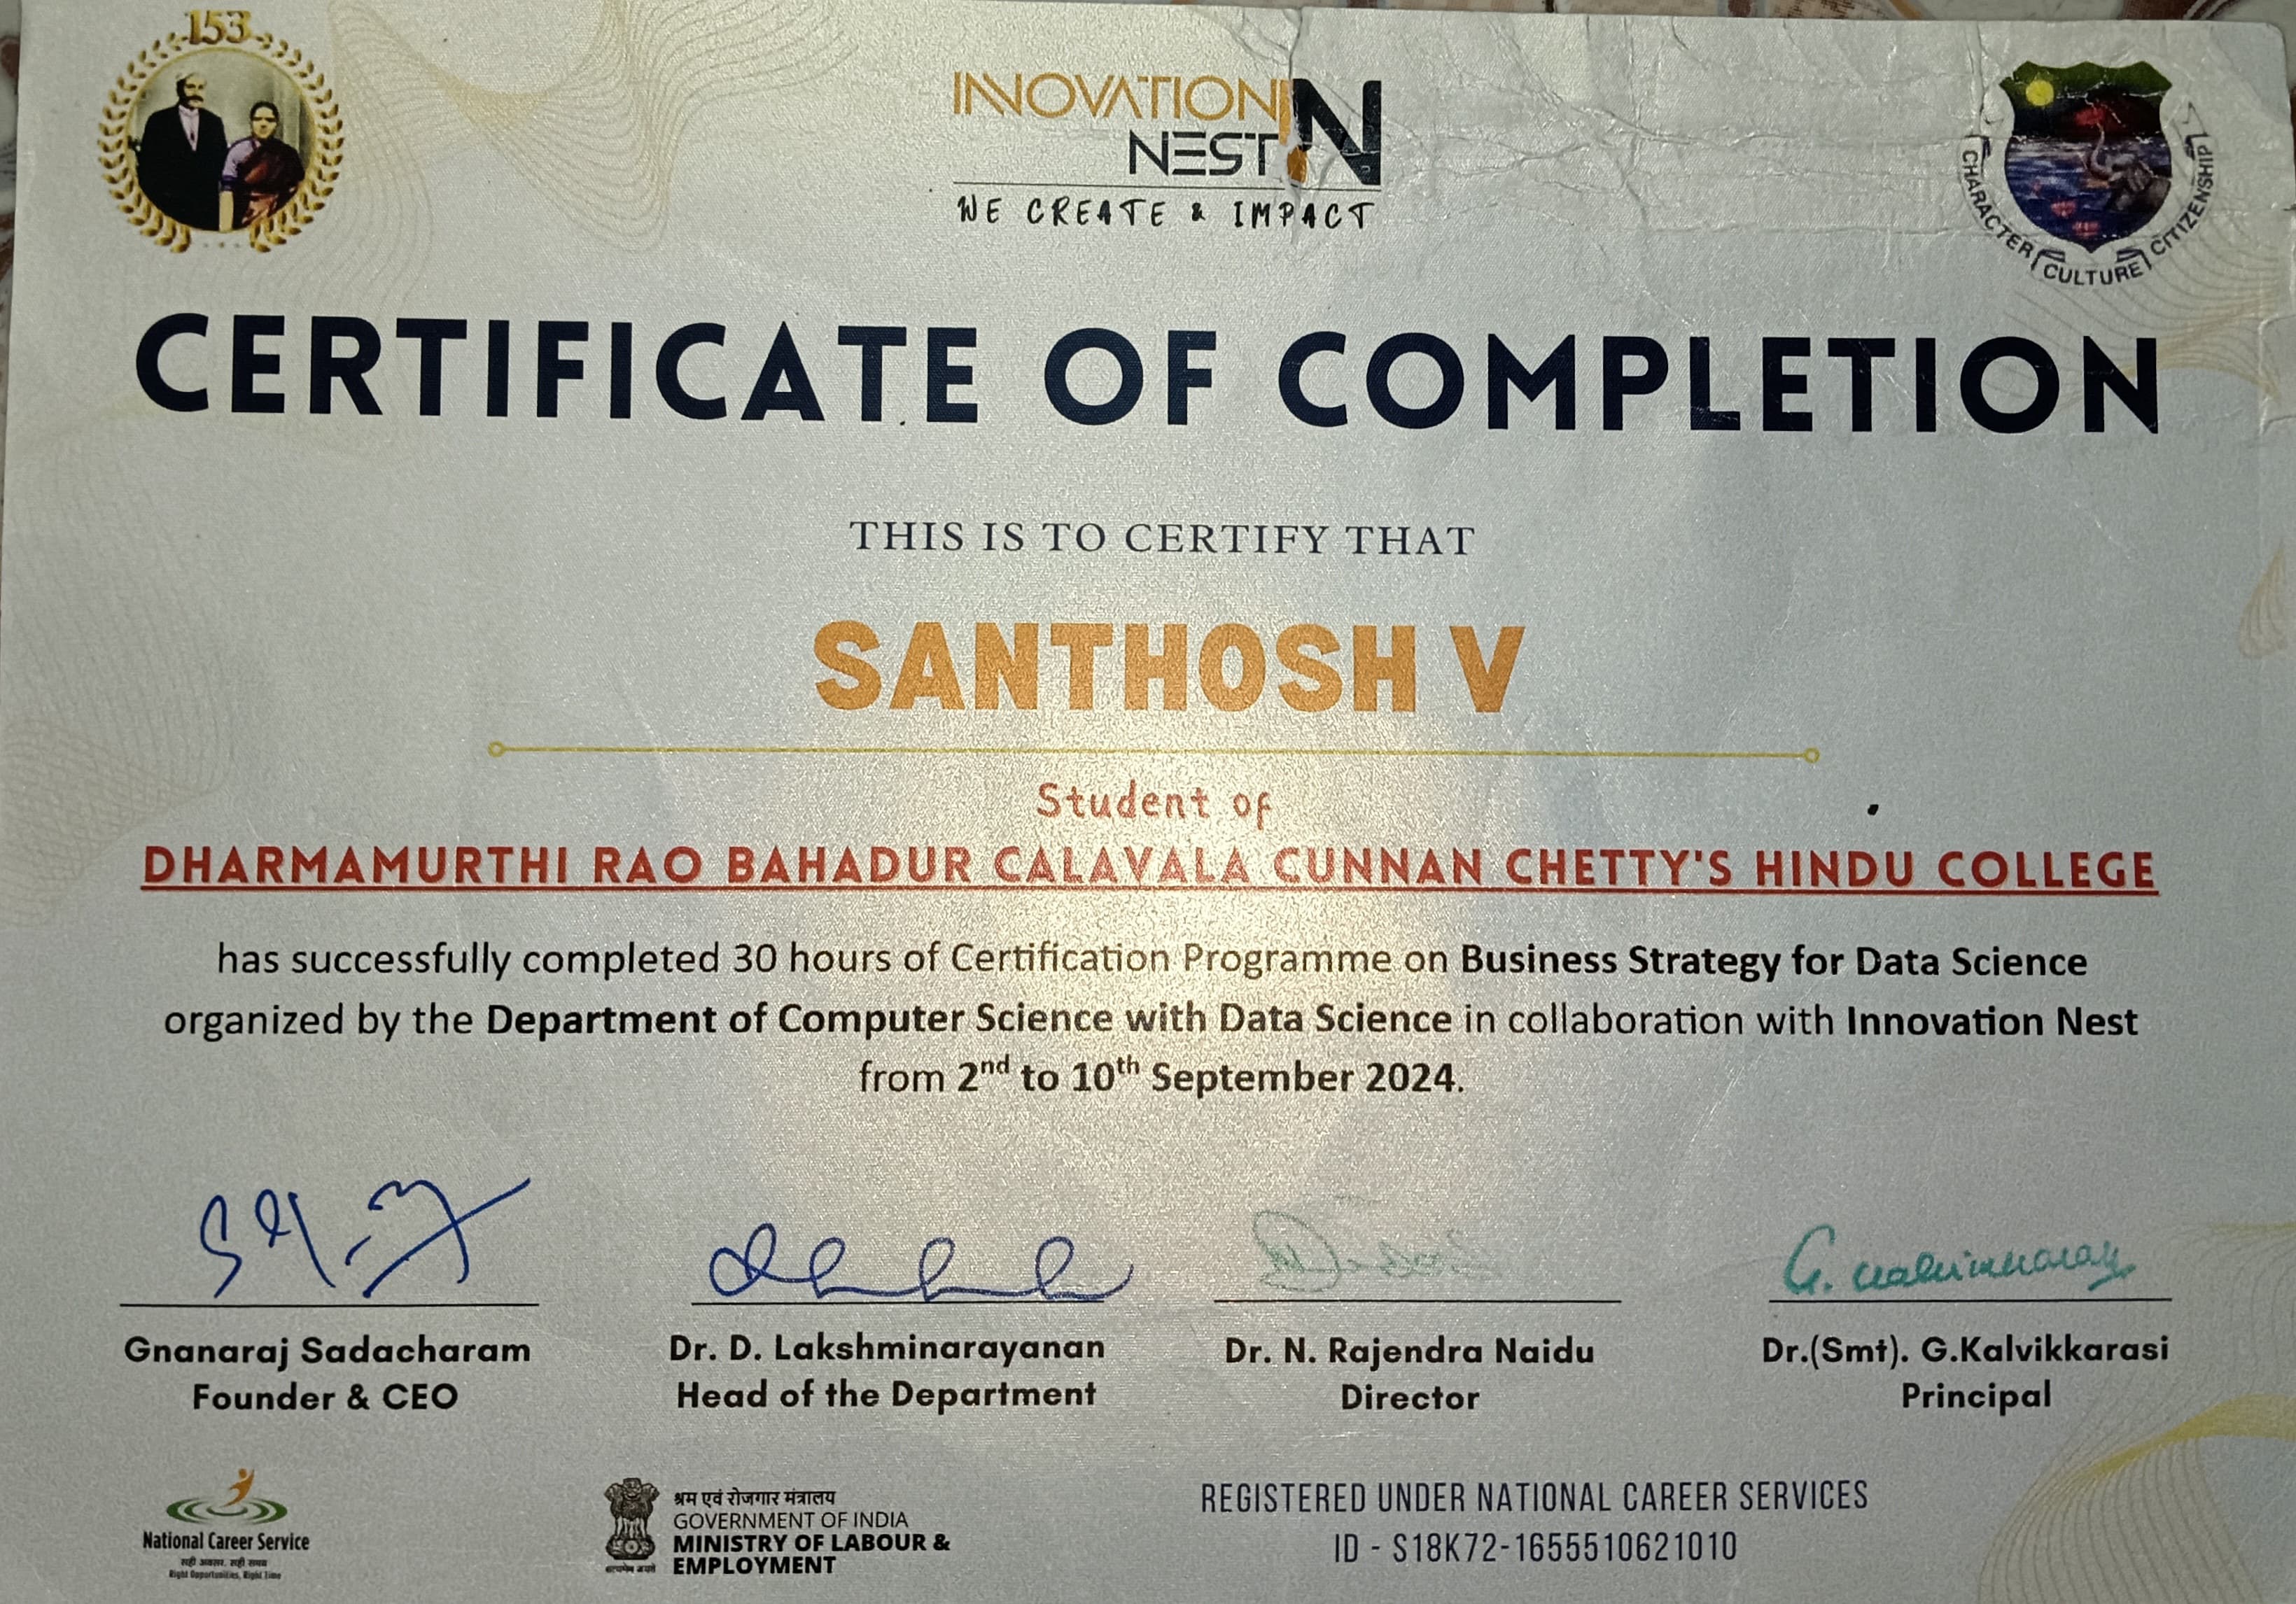 153
INNOVATION
NEST
WE CREATE & IMPACT
CHARACTER CULTURE CITIZENSHIP
CERTIFICATE OF COMPLETION
THIS IS TO CERTIFY THAT
SANTHOSH V
Student of
DHARMAMURTHI RAO BAHADUR CALAVALA CUNNAN CHETTY'S HINDU COLLEGE
has successfully completed 30 hours of Certification Programme on Business Strategy for Data Science
organized by the Department of Computer Science with Data Science in collaboration with Innovation Nest
from 2nd to 10th September 2024.
Gnanaraj Sadacharam
Founder & CEO
Dr. D. Lakshminarayanan
Head of the Department
Dr. N. Rajendra Naidu
Director
G. Kalvikkarasi
Dr.(Smt). G.Kalvikkarasi
Principal
National Career Service
सही अवसर, सही समय
Right Opportunities, Right Time
श्रम एवं रोजगार मंत्रालय
GOVERNMENT OF INDIA
MINISTRY OF LABOUR &
EMPLOYMENT
सत्यमेव जयते
REGISTERED UNDER NATIONAL CAREER SERVICES
ID - S18K72-1655510621010